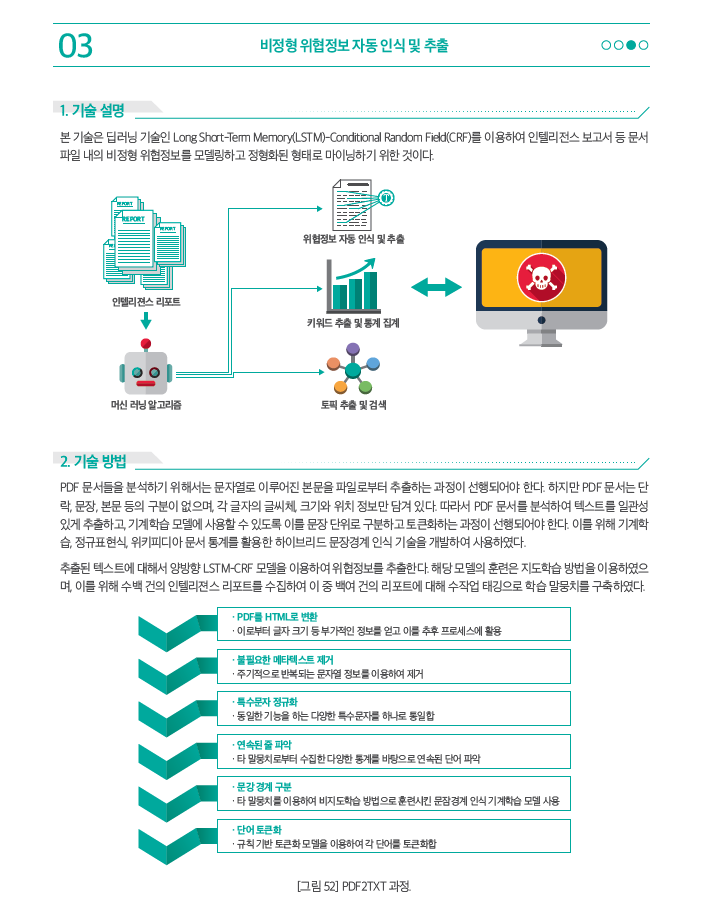 03
비정형 위협정보 자동 인식 및 추출
1. 기술 설명
본 기술은 딥러닝 기술인 Long Short-Term Memory(LSTM)-Conditional Random Field(CRF)를 이용하여 인텔리전스 보고서 등 문서
파일 내의 비정형 위협정보를 모델링하고 정형화된 형태로 마이닝하기 위한 것이다.
REPORT
REPORT
REPORT
REPORT
인텔리젼스 리포트
머신 러닝 알고리즘
위협정보 자동 인식 및 추출
키워드 추출 및 통계 집계
토픽 추출 및 검색
2. 기술 방법
PDF 문서들을 분석하기 위해서는 문자열로 이루어진 본문을 파일로부터 추출하는 과정이 선행되어야 한다. 하지만 PDF 문서는 단
락, 문장, 본문 등의 구분이 없으며, 각 글자의 글씨체, 크기와 위치 정보만 담겨 있다. 따라서 PDF 문서를 분석하여 텍스트를 일관성
있게 추출하고, 기계학습 모델에 사용할 수 있도록 이를 문장 단위로 구분하고 토큰화하는 과정이 선행되어야 한다. 이를 위해 기계학
습, 정규표현식, 위키피디아 문서 통계를 활용한 하이브리드 문장경계 인식 기술을 개발하여 사용하였다.
추출된 텍스트에 대해서 양방향 LSTM-CRF 모델을 이용하여 위협정보를 추출한다. 해당 모델의 훈련은 지도학습 방법을 이용하였으
며, 이를 위해 수백 건의 인텔리젼스 리포트를 수집하여 이 중 백여 건의 리포트에 대해 수작업 태깅으로 학습 말뭉치를 구축하였다.
· PDF를 HTML로 변환
· 이로부터 글자 크기 등 부가적인 정보를 얻고 이를 추후 프로세스에 활용
· 불필요한 메타텍스트 제거
· 주기적으로 반복되는 문자열 정보를 이용하여 제거
· 특수문자 정규화
· 동일한 기능을 하는 다양한 특수문자를 하나로 통일합
· 연속된 줄 파악
· 타 말뭉치로부터 수집한 다양한 통계를 바탕으로 연속된 단어 파악
· 문강 경계 구분
· 타 말뭉치를 이용하여 비지도학습 방법으로 훈련시킨 문잠경계 인식 기계학습 모델 사용
· 단어 토큰화
· 규칙 기반 토큰화 모델을 이용하여 각 단어를 토큰화합
[그림 52] PDF2TXT 과정.